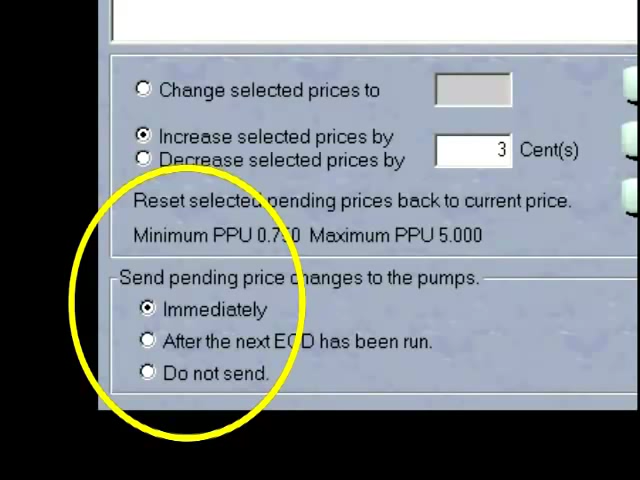 Change selected prices to
Increase selected prices by
3 Cent(s)
Decrease selected prices by
Reset selected pending prices back to current price.
Minimum PPU 0.750 Maximum PPU 5.000
Send pending price changes to the pumps.
Immediately
After the next EOD has been run.
Do not send.